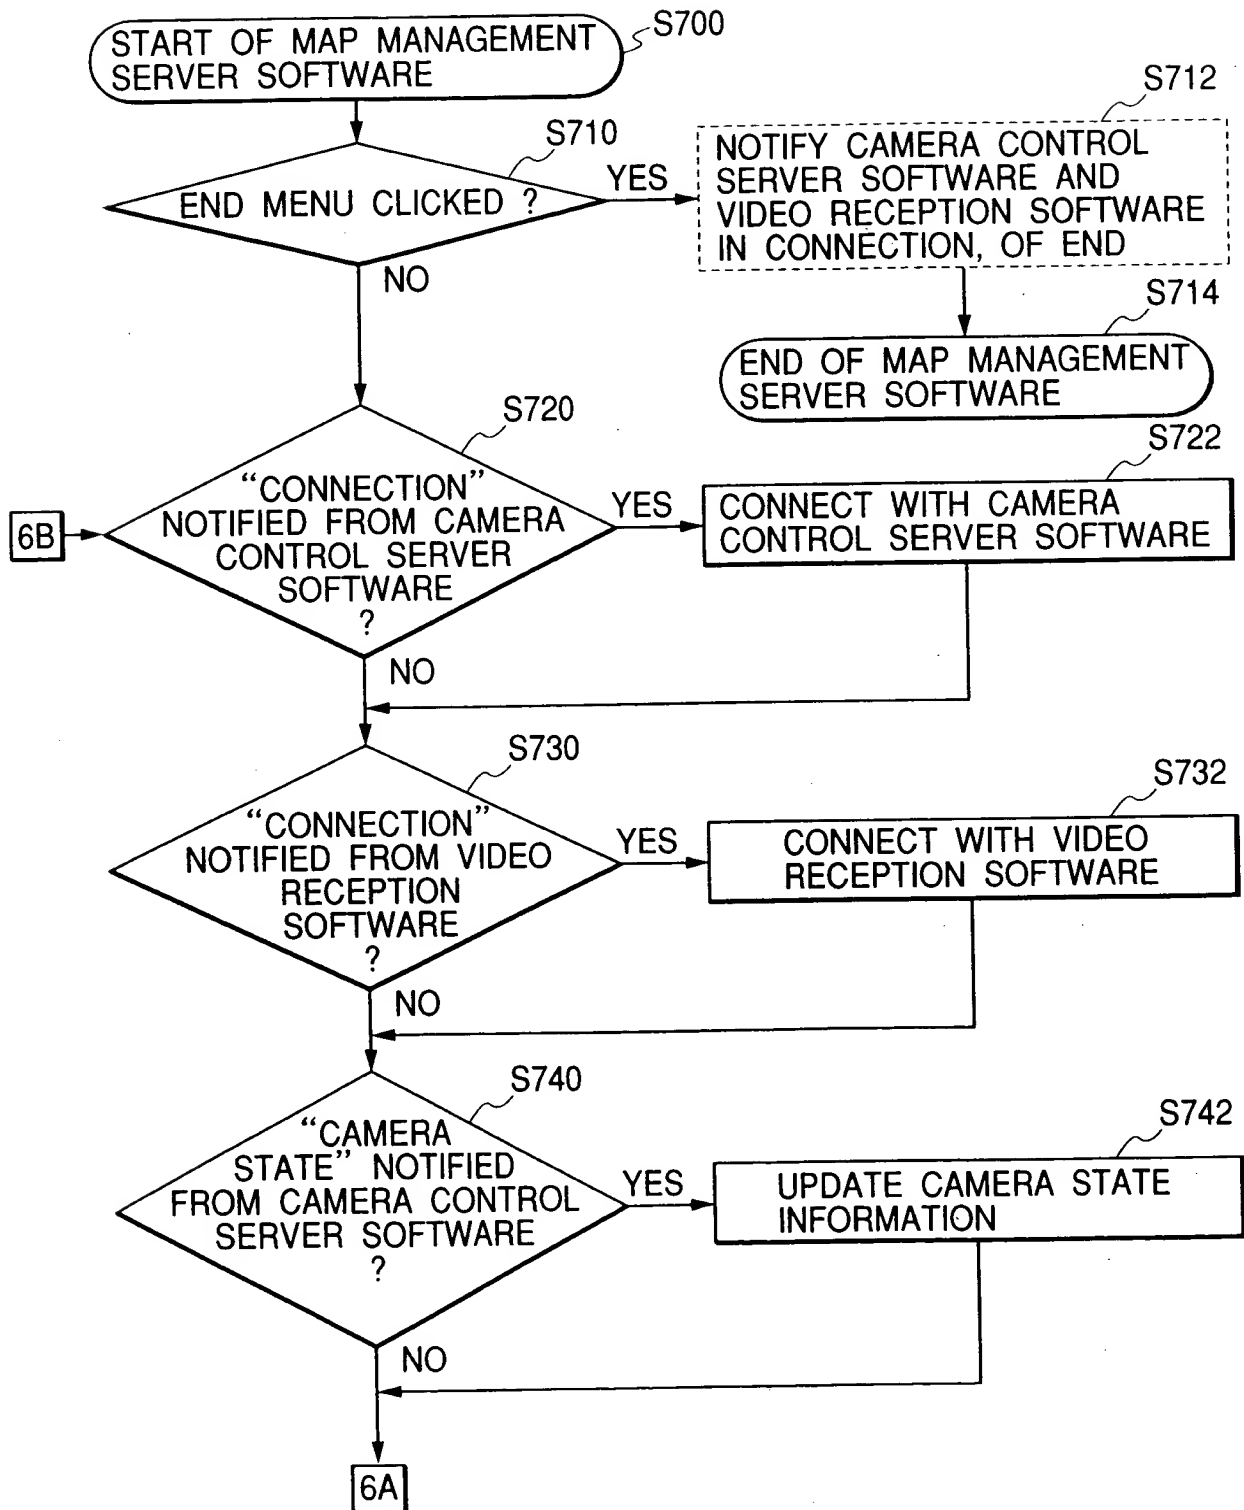 START OF MAP MANAGEMENT
SERVER SOFTWARE
S700
S710
END MENU CLICKED ?
YES
NO
S712
NOTIFY CAMERA CONTROL
SERVER SOFTWARE AND
VIDEO RECEPTION SOFTWARE
IN CONNECTION, OF END
S714
END OF MAP MANAGEMENT
SERVER SOFTWARE
S720
6B
“CONNECTION”
NOTIFIED FROM CAMERA
CONTROL SERVER
SOFTWARE
?
YES
NO
S722
CONNECT WITH CAMERA
CONTROL SERVER SOFTWARE
S730
“CONNECTION”
NOTIFIED FROM VIDEO
RECEPTION
SOFTWARE
?
YES
NO
S732
CONNECT WITH VIDEO
RECEPTION SOFTWARE
S740
“CAMERA
STATE” NOTIFIED
FROM CAMERA CONTROL
SERVER SOFTWARE
?
YES
NO
S742
UPDATE CAMERA STATE
INFORMATION
6A